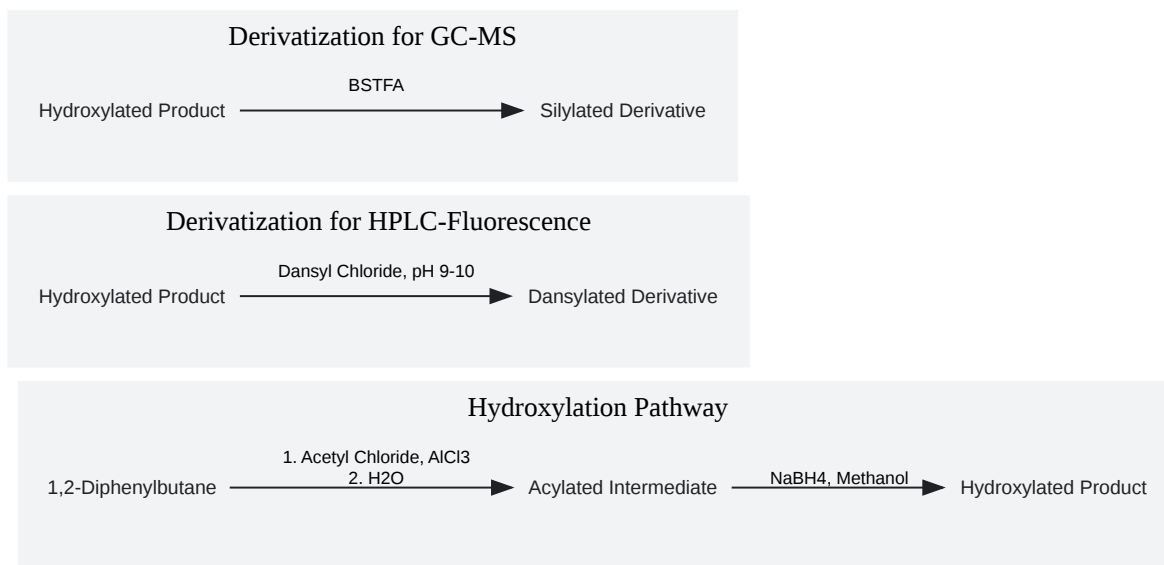 Derivatization for GC-MS
BSTFA
Hydroxylated Product
Silylated Derivative
Derivatization for HPLC-Fluorescence
Dansyl Chloride, pH 9-10
Hydroxylated Product
Dansylated Derivative
Hydroxylation Pathway
1. Acetyl Chloride, AlCl3
2. H2O
NaBH4, Methanol
1,2-Diphenylbutane
Acylated Intermediate
Hydroxylated Product